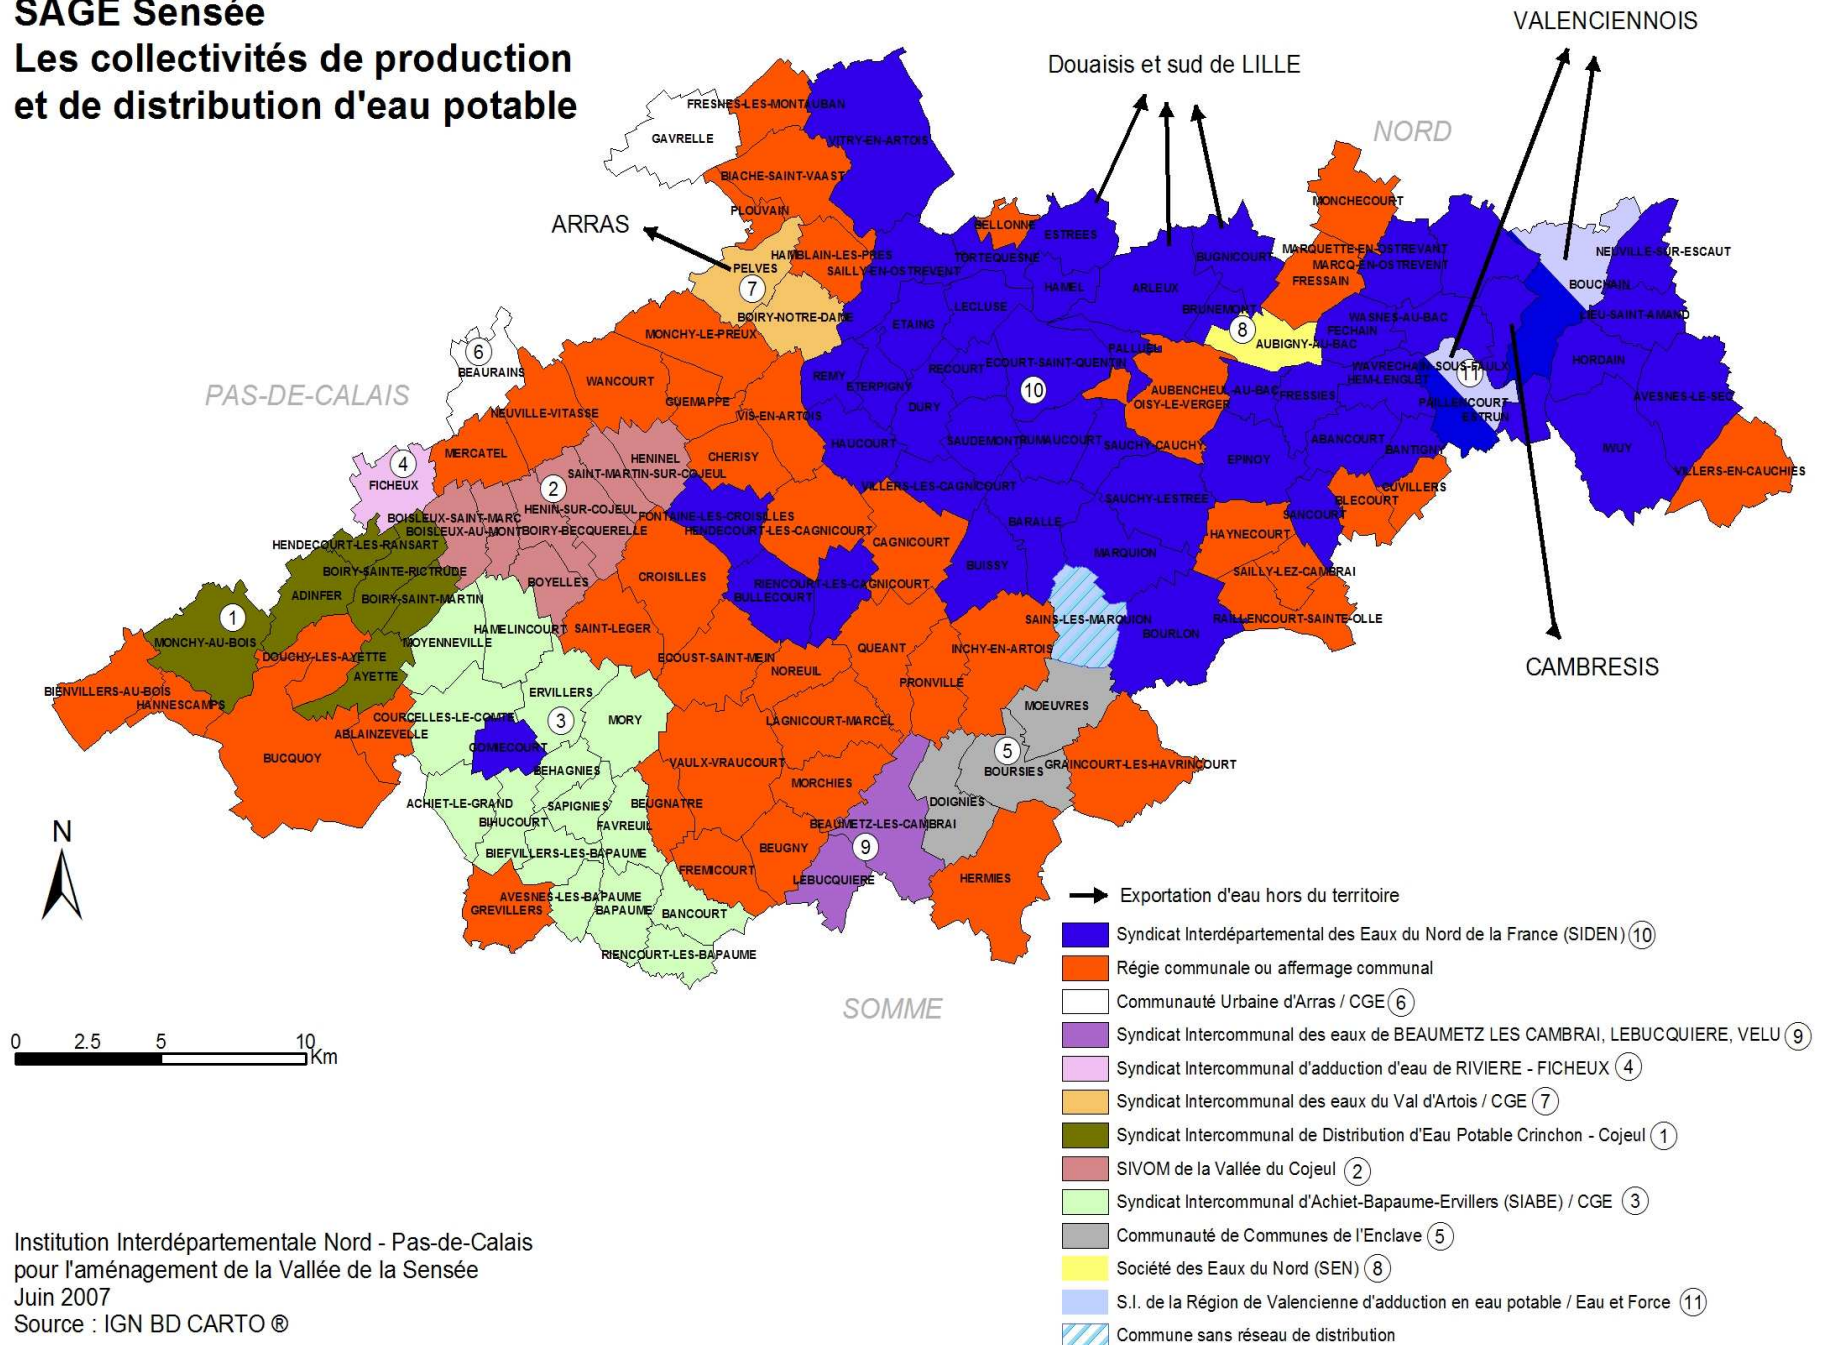 SAGE Sensée
Les collectivités de production
et de distribution d'eau potable
VALENCIENNOIS
Douaisis et sud de LILLE
NORD
ARRAS
PAS-DE-CALAIS
CAMBRESIS
SOMME
FRESNES-LES-MONTAUBAN
GAVRELLE
VITRY-EN-ARTOIS
BIACHE-SAINT-VAAST
PLOUVAIN
MONCHECOURT
BELLONNE
ESTREES
HAMBLAIN-LES-PRES
TORTEQUESNE
BUGNICOURT
MARQUETTE-EN-OSTREVANT
NEUVILLE-SUR-ESCAUT
PELVES
7
SAILLY-EN-OSTREVENT
MARCQ-EN-OSTREVENT
FRESSAIN
HAMEL
ARLEUX
BOUCHAIN
LECLUSE
BRUNEMONT
BOIRY-NOTRE-DAME
ETAING
8
WASNES-AU-BAC
LIEU-SAINT-AMAND
MONCHY-LE-PREUX
FECHAIN
AUBIGNY-AU-BAC
6
BEAURAINS
PALLUEL
ECOURT-SAINT-QUENTIN
HORDAIN
WAVRECHAIN-SOUS-FAULX
11
RECOURT
REMY
WANCOURT
ETERPIGNY
10
HEM-LENGLET
AUBENCHEUL-AU-BAC
FRESSIES
AVESNES-LE-SEC
GUEMAPPE
DURY
OISY-LE-VERGER
PAILLENCOURT
NEUVILLE-VITASSE
VIS-EN-ARTOIS
ESTRUN
HAUCOURT
SAUDEMONT
RUMAUCOURT
SAUCHY-CAUCHY
ABANCOURT
BANTIGNY
IWUY
MERCATEL
CHERISY
HENINEL
EPINOY
4
FICHEUX
SAINT-MARTIN-SUR-COJEUL
VILLERS-EN-CAUCHIES
2
VILLERS-LES-CAGNICOURT
CUVILLERS
SAUCHY-LESTREE
BLECOURT
HENIN-SUR-COJEUL
FONTAINE-LES-CROISILLES
SANCOURT
BOISLEUX-SAINT-MARC
BARALLE
BOISLEUX-AU-MONT
BOIRY-BECQUERELLE
HENDECOURT-LES-CAGNICOURT
HAYNECOURT
HENDECOURT-LES-RANSART
CAGNICOURT
MARQUION
BUISSY
BOIRY-SAINTE-RICTRUDE
CROISILLES
SAILLY-LEZ-CAMBRAI
BOYELLES
RIENCOURT-LES-CAGNICOURT
ADINFER
BOIRY-SAINT-MARTIN
BULLECOURT
1
SAINS-LES-MARQUION
RAILLENCOURT-SAINTE-OLLE
HAMELINCOURT
SAINT-LEGER
BOURLON
MONCHY-AU-BOIS
MOYENNEVILLE
QUEANT
INCHY-EN-ARTOIS
DOUCHY-LES-AYETTE
ECOUST-SAINT-MEIN
NOREUIL
AYETTE
PRONVILLE
BIENVILLERS-AU-BOIS
ERVILLERS
HANNESCAMPS
MOEUVRES
COURCELLES-LE-COMTE
3
MORY
LAGNICOURT-MARCEL
ABLAINZEVELLE
GOMIECOURT
5
BUCQUOY
VAULX-VRAUCOURT
GRAINCOURT-LES-HAVRINCOURT
BEHAGNIES
BOURSIES
MORCHIES
ACHIET-LE-GRAND
SAPIGNIES
BEUGNATRE
DOIGNIES
BIHUCOURT
FAVREUIL
BEAUMETZ-LES-CAMBRAI
BIEFVILLERS-LES-BAPAUME
BEUGNY
9
FREMICOURT
LEBUCQUIERE
HERMIES
AVESNES-LES-BAPAUME
GREVILLERS
BAPAUME
BANCOURT
RIENCOURT-LES-BAPAUME
N
0 2.5 5 10 Km
Exportation d'eau hors du territoire
Syndicat Interdépartemental des Eaux du Nord de la France (SIDEN) 10
Régie communale ou affermage communal
Communauté Urbaine d'Arras / CGE 6
Syndicat Intercommunal des eaux de BEAUMETZ LES CAMBRAI, LEBUCQUIERE, VELU 9
Syndicat Intercommunal d'adduction d'eau de RIVIERE - FICHEUX 4
Syndicat Intercommunal des eaux du Val d'Artois / CGE 7
Syndicat Intercommunal de Distribution d'Eau Potable Crinchon - Cojeul 1
SIVOM de la Vallée du Cojeul 2
Syndicat Intercommunal d'Achiet-Bapaume-Ervillers (SIABE) / CGE 3
Communauté de Communes de l'Enclave 5
Société des Eaux du Nord (SEN) 8
S.I. de la Région de Valencienne d'adduction en eau potable / Eau et Force 11
Commune sans réseau de distribution
Institution Interdépartementale Nord - Pas-de-Calais
pour l'aménagement de la Vallée de la Sensée
Juin 2007
Source : IGN BD CARTO ®